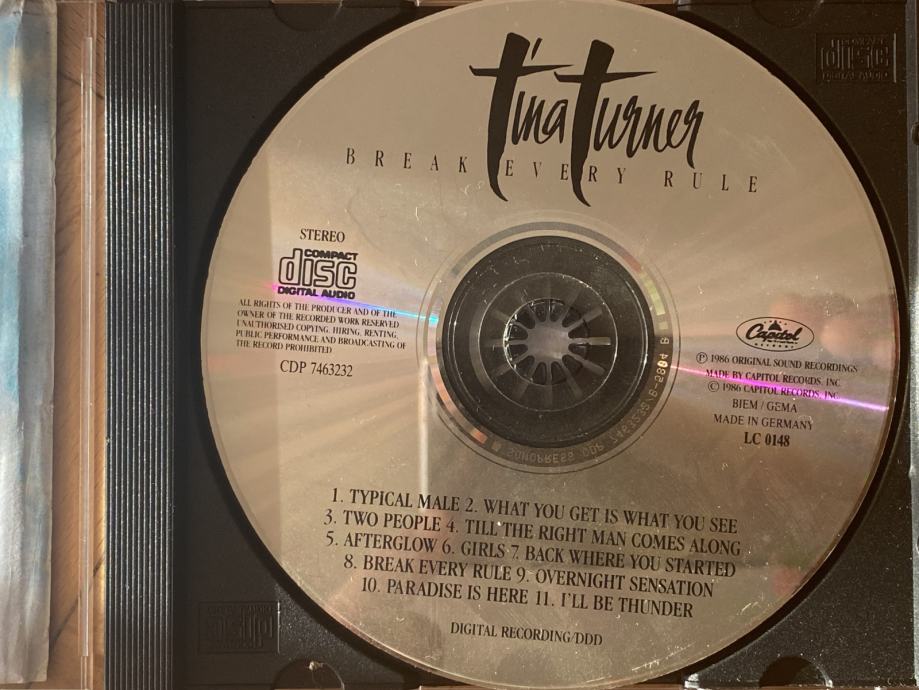 Tina Turner
BREAK EVERY RULE
STEREO
COMPACT
disc
DIGITAL AUDIO
ALL RIGHTS OF THE PRODUCER AND OF THE
OWNER OF THE RECORDED WORK RESERVED
UNAUTHORISED COPYING, HIRING, RENTING,
PUBLIC PERFORMANCE AND BROADCASTING OF
THE RECORD PROHIBITED
CDP 7463232
Capitol
RECORDS
℗ 1986 ORIGINAL SOUND RECORDINGS
MADE BY CAPITOL RECORDS, INC.
© 1986 CAPITOL RECORDS, INC.
BIEM / GEMA
MADE IN GERMANY
LC 0148
1. TYPICAL MALE 2. WHAT YOU GET IS WHAT YOU SEE
3. TWO PEOPLE 4. TILL THE RIGHT MAN COMES ALONG
5. AFTERGLOW 6. GIRLS 7. BACK WHERE YOU STARTED
8. BREAK EVERY RULE 9. OVERNIGHT SENSATION
10. PARADISE IS HERE 11. I'LL BE THUNDER
DIGITAL RECORDING/DDD
COMPACT
disc
DIGITAL AUDIO